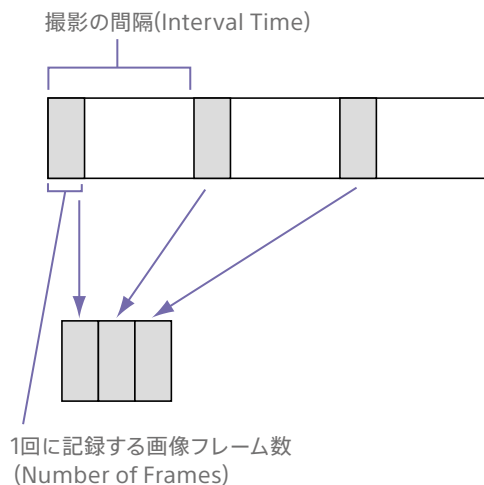 撮影の間隔(Interval Time)
1回に記録する画像フレーム数
(Number of Frames)